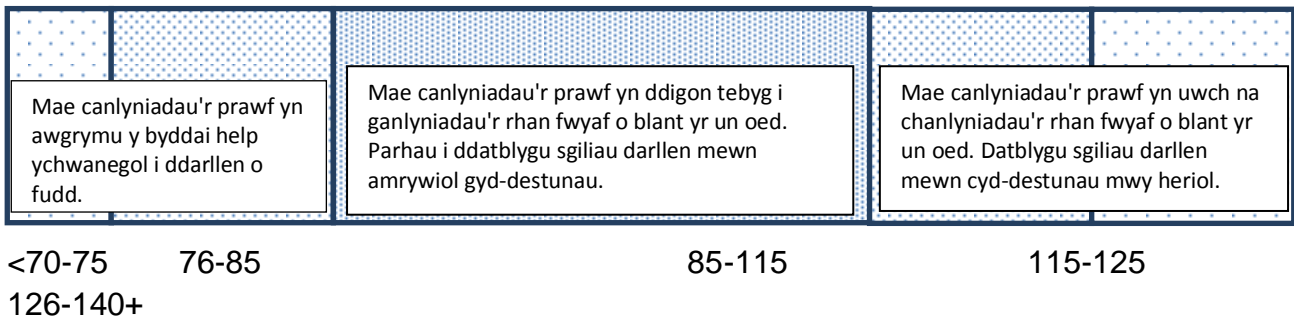 Mae canlyniadau'r prawf yn
awgrymu y byddai help
ychwanegol i ddarllen o
fudd.
Mae canlyniadau'r prawf yn ddigon tebyg i
ganlyniadau'r rhan fwyaf o blant yr un oed.
Parhau i ddatblygu sgiliau darllen mewn
amrywiol gyd-destunau.
Mae canlyniadau'r prawf yn uwch na
chanlyniadau'r rhan fwyaf o blant yr
un oed. Datblygu sgiliau darllen
mewn cyd-destunau mwy heriol.
<70-75 76-85 85-115 115-125
126-140+